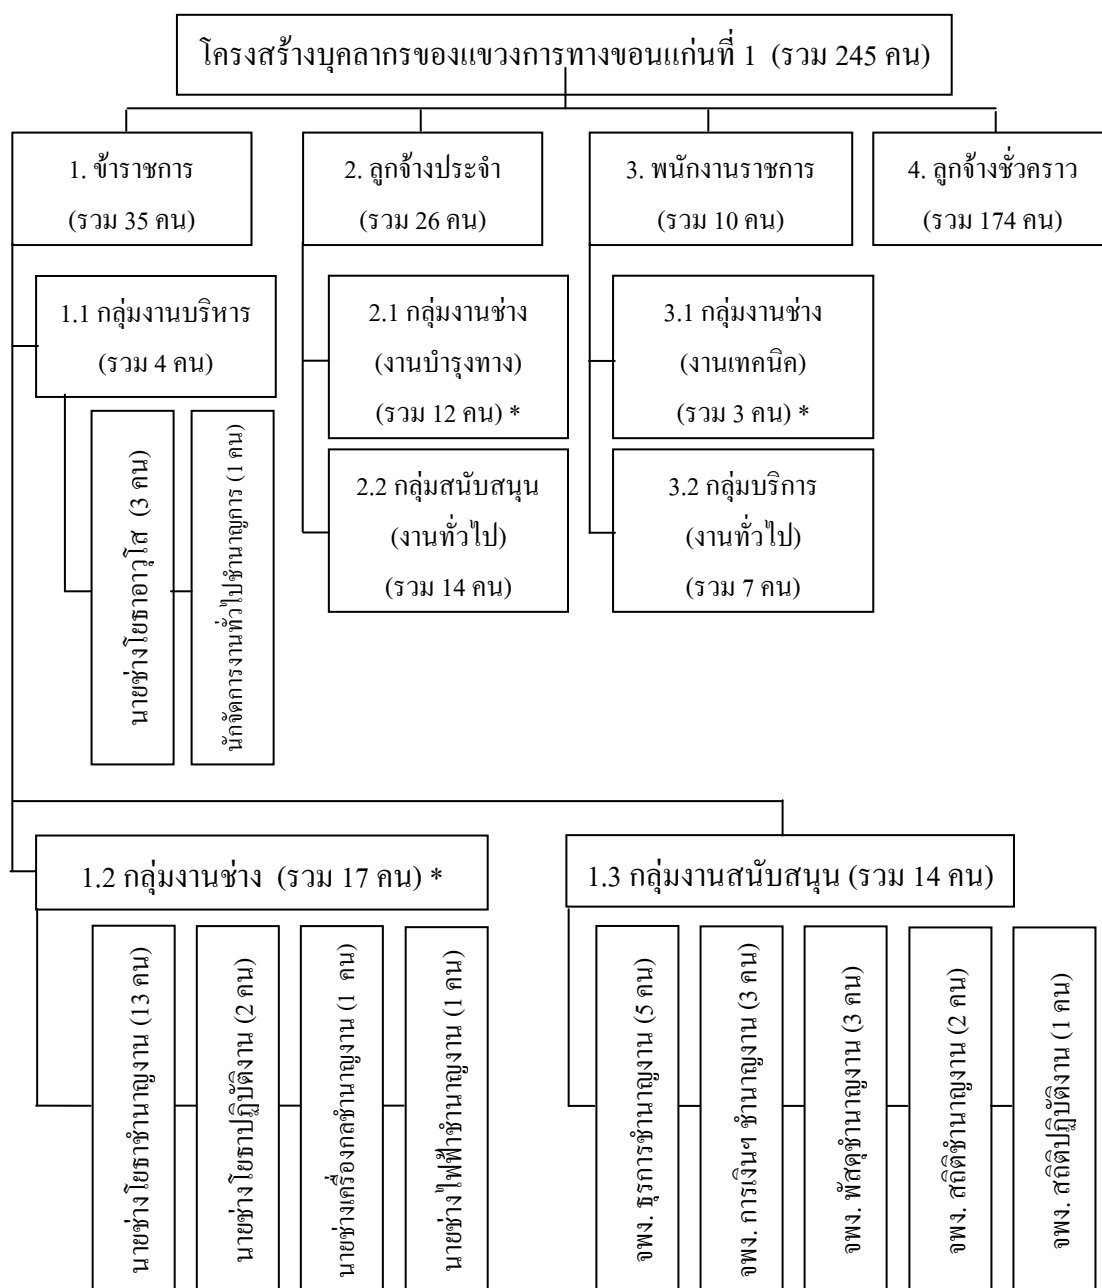 โครงสร้างบุคลากรของแขวงการทางขอนแก่นที่ 1 (รวม 245 คน)
1. ข้าราชการ
(รวม 35 คน)
2. ลูกจ้างประจำ
(รวม 26 คน)
3. พนักงานราชการ
(รวม 10 คน)
4. ลูกจ้างชั่วคราว
(รวม 174 คน)
1.1 กลุ่มงานบริหาร
(รวม 4 คน)
นายช่างโยธาอาวุโส (3 คน)
นักจัดการงานทั่วไปชำนาญการ (1 คน)
2.1 กลุ่มงานช่าง
(งานบำรุงทาง)
(รวม 12 คน) *
2.2 กลุ่มสนับสนุน
(งานทั่วไป)
(รวม 14 คน)
3.1 กลุ่มงานช่าง
(งานเทคนิค)
(รวม 3 คน) *
3.2 กลุ่มบริการ
(งานทั่วไป)
(รวม 7 คน)
1.2 กลุ่มงานช่าง (รวม 17 คน) *
นายช่างโยธาชำนาญงาน (13 คน)
นายช่างโยธาปฏิบัติงาน (2 คน)
นายช่างเครื่องกลชำนาญงาน (1 คน)
นายช่างไฟฟ้าชำนาญงาน (1 คน)
1.3 กลุ่มงานสนับสนุน (รวม 14 คน)
จพง. ธุรการชำนาญงาน (5 คน)
จพง. การเงินฯ ชำนาญงาน (3 คน)
จพง. พัสดุชำนาญงาน (3 คน)
จพง. สถิติชำนาญงาน (2 คน)
จพง. สถิติปฏิบัติงาน (1 คน)